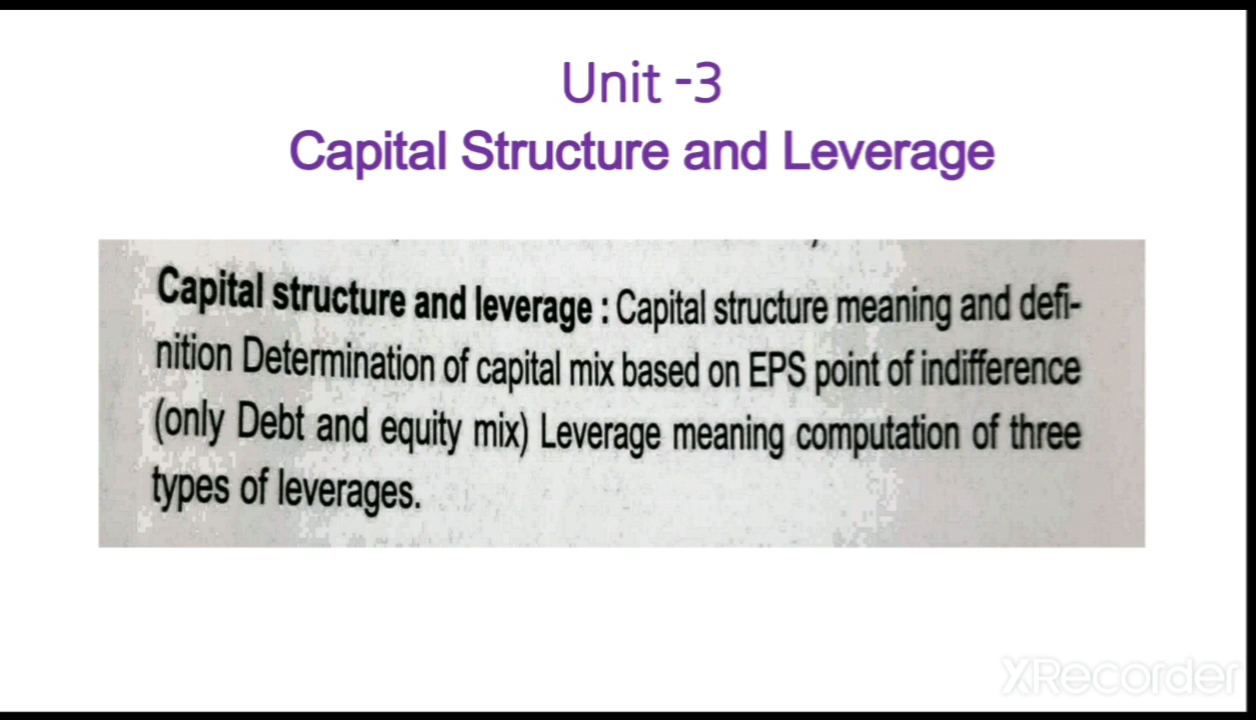 Unit -3
Capital Structure and Leverage
Capital structure and leverage : Capital structure meaning and defi-
nition Determination of capital mix based on EPS point of indifference
(only Debt and equity mix) Leverage meaning computation of three
types of leverages.
XRecorder